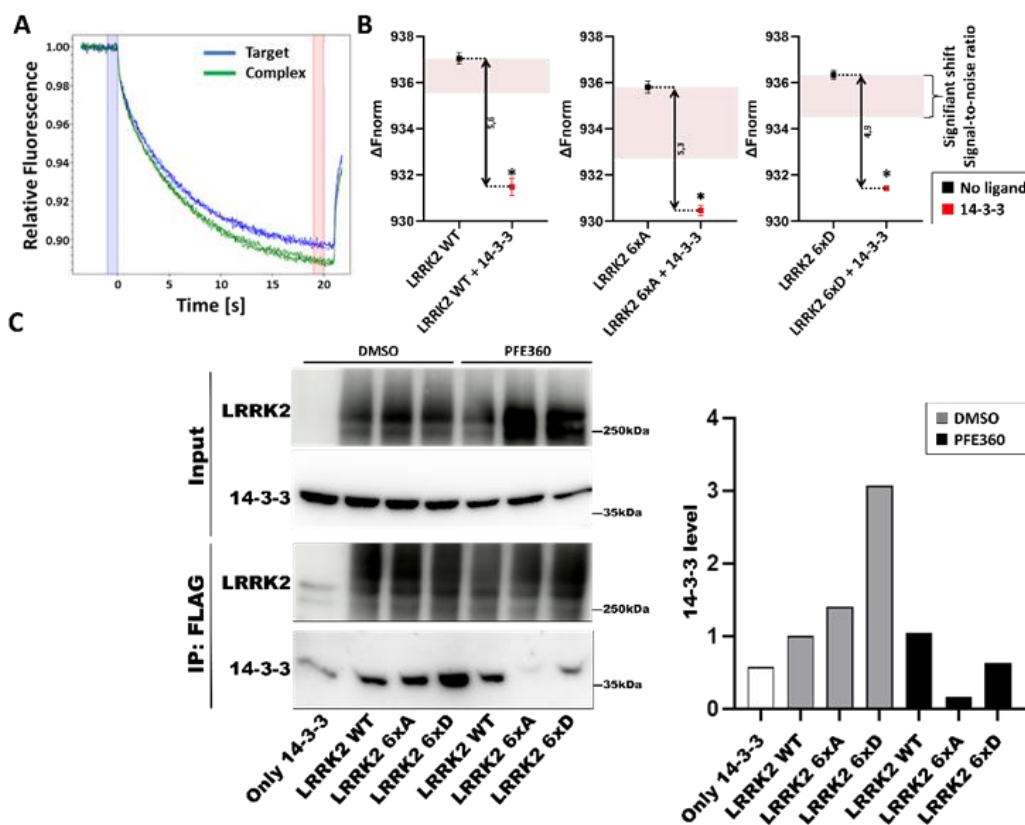 A
1.00
0.98
0.96
0.94
0.92
0.90
Relative Fluorescence
Target
Complex
0
5
10
15
20
Time [s]
B
938
936
934
932
930
ΔFnorm
5,6
*
LRRK2 WT
LRRK2 WT + 14-3-3
938
936
934
932
930
ΔFnorm
5,3
*
LRRK2 6xA
LRRK2 6xA + 14-3-3
938
936
934
932
930
ΔFnorm
4,9
*
LRRK2 6xD
LRRK2 6xD + 14-3-3
Signifiant shift
Signal-to-noise ratio
No ligand
14-3-3
C
DMSO
PFE360
Input
LRRK2
250kDa
14-3-3
35kDa
IP: FLAG
LRRK2
250kDa
14-3-3
35kDa
Only 14-3-3
LRRK2 WT
LRRK2 6xA
LRRK2 6xD
LRRK2 WT
LRRK2 6xA
LRRK2 6xD
DMSO
PFE360
14-3-3 level
4
3
2
1
0
Only 14-3-3
LRRK2 WT
LRRK2 6xA
LRRK2 6xD
LRRK2 WT
LRRK2 6xA
LRRK2 6xD